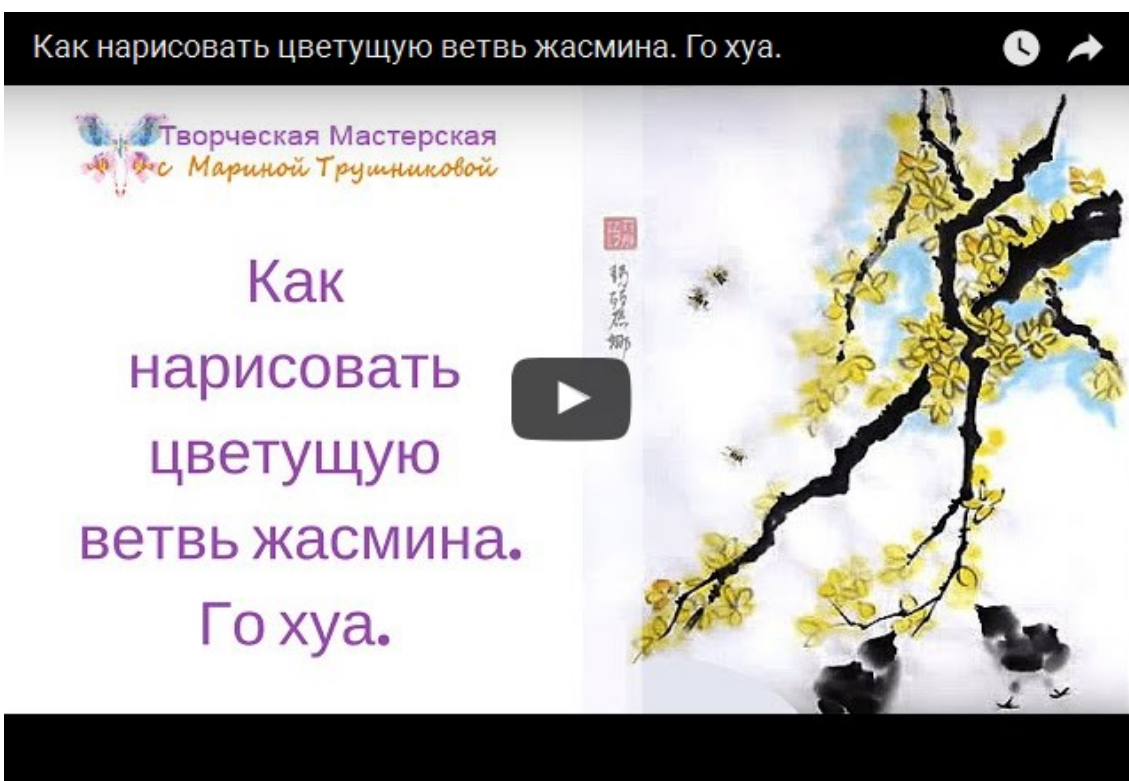 Как нарисовать цветущую ветвь жасмина. Го хуа.
Творческая Мастерская
с Мариной Трушниковой
Как
нарисовать
цветущую
ветвь жасмина.
Го хуа.